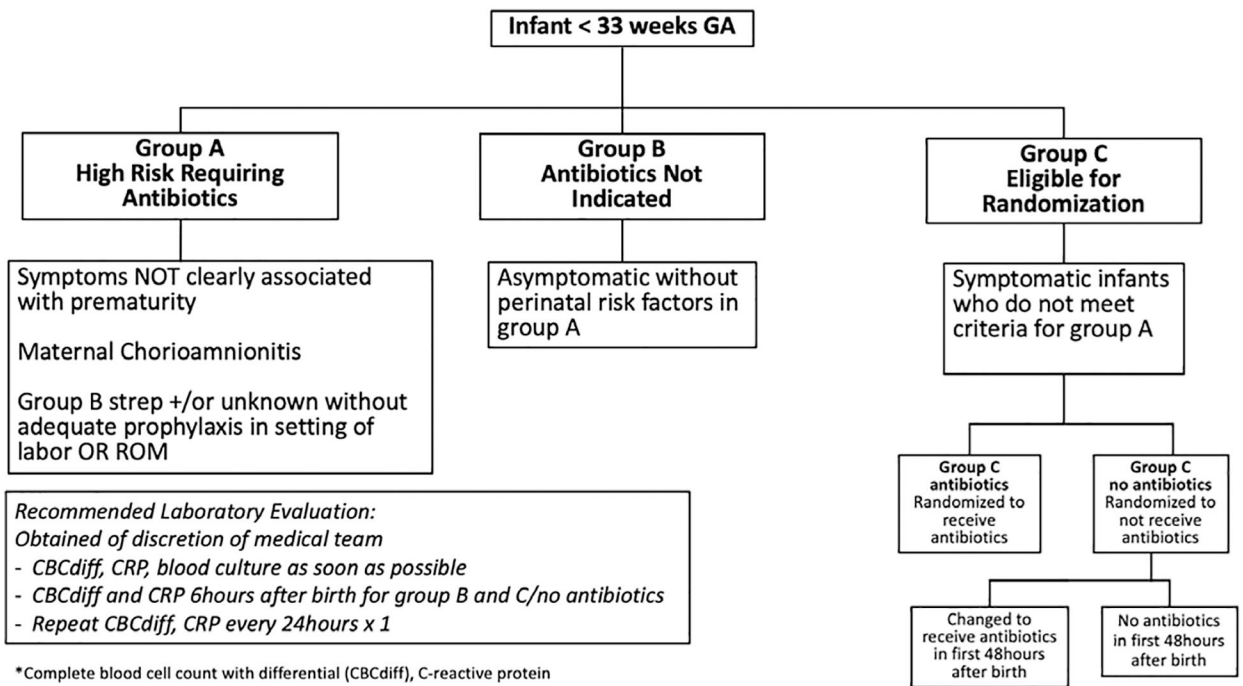 Infant < 33 weeks GA
Group A
High Risk Requiring
Antibiotics
Group B
Antibiotics Not
Indicated
Group C
Eligible for
Randomization
Symptoms NOT clearly associated
with prematurity
Maternal Chorioamnionitis
Group B strep +/or unknown without
adequate prophylaxis in setting of
labor OR ROM
Asymptomatic without
perinatal risk factors in
group A
Symptomatic infants
who do not meet
criteria for group A
Group C
antibiotics
Randomized to
receive
antibiotics
Group C
no antibiotics
Randomized to
not receive
antibiotics
Changed to
receive antibiotics
in first 48hours
after birth
No antibiotics
in first 48hours
after birth
Recommended Laboratory Evaluation:
Obtained of discretion of medical team
- CBCdiff, CRP, blood culture as soon as possible
- CBCdiff and CRP 6hours after birth for group B and C/no antibiotics
- Repeat CBCdiff, CRP every 24hours x 1
*Complete blood cell count with differential (CBCdiff), C-reactive protein